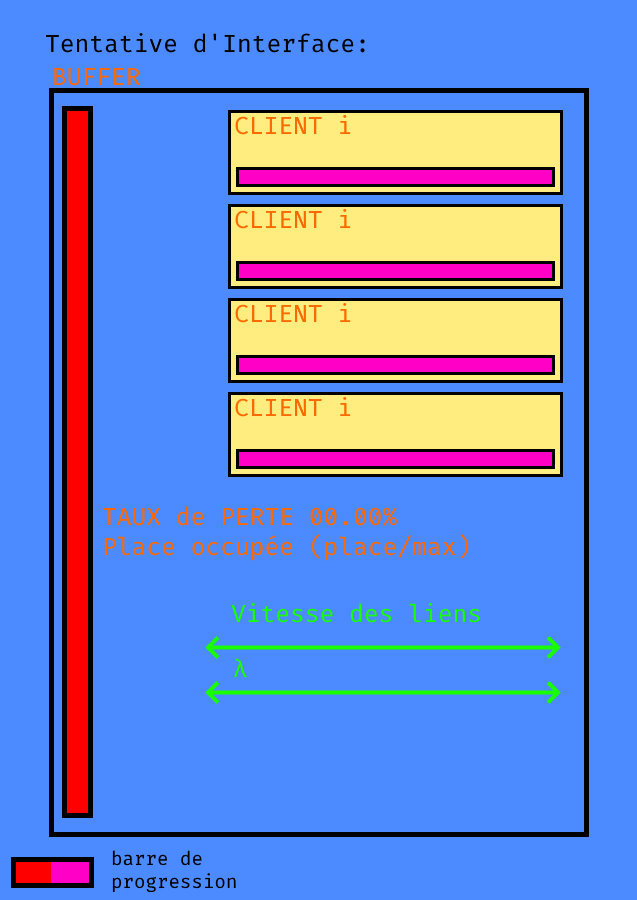 Tentative d'Interface:
BUFFER
CLIENT i
CLIENT i
CLIENT i
CLIENT i
TAUX de PERTE 00.00%
Place occupée (place/max)
Vitesse des liens
λ
barre de
progression